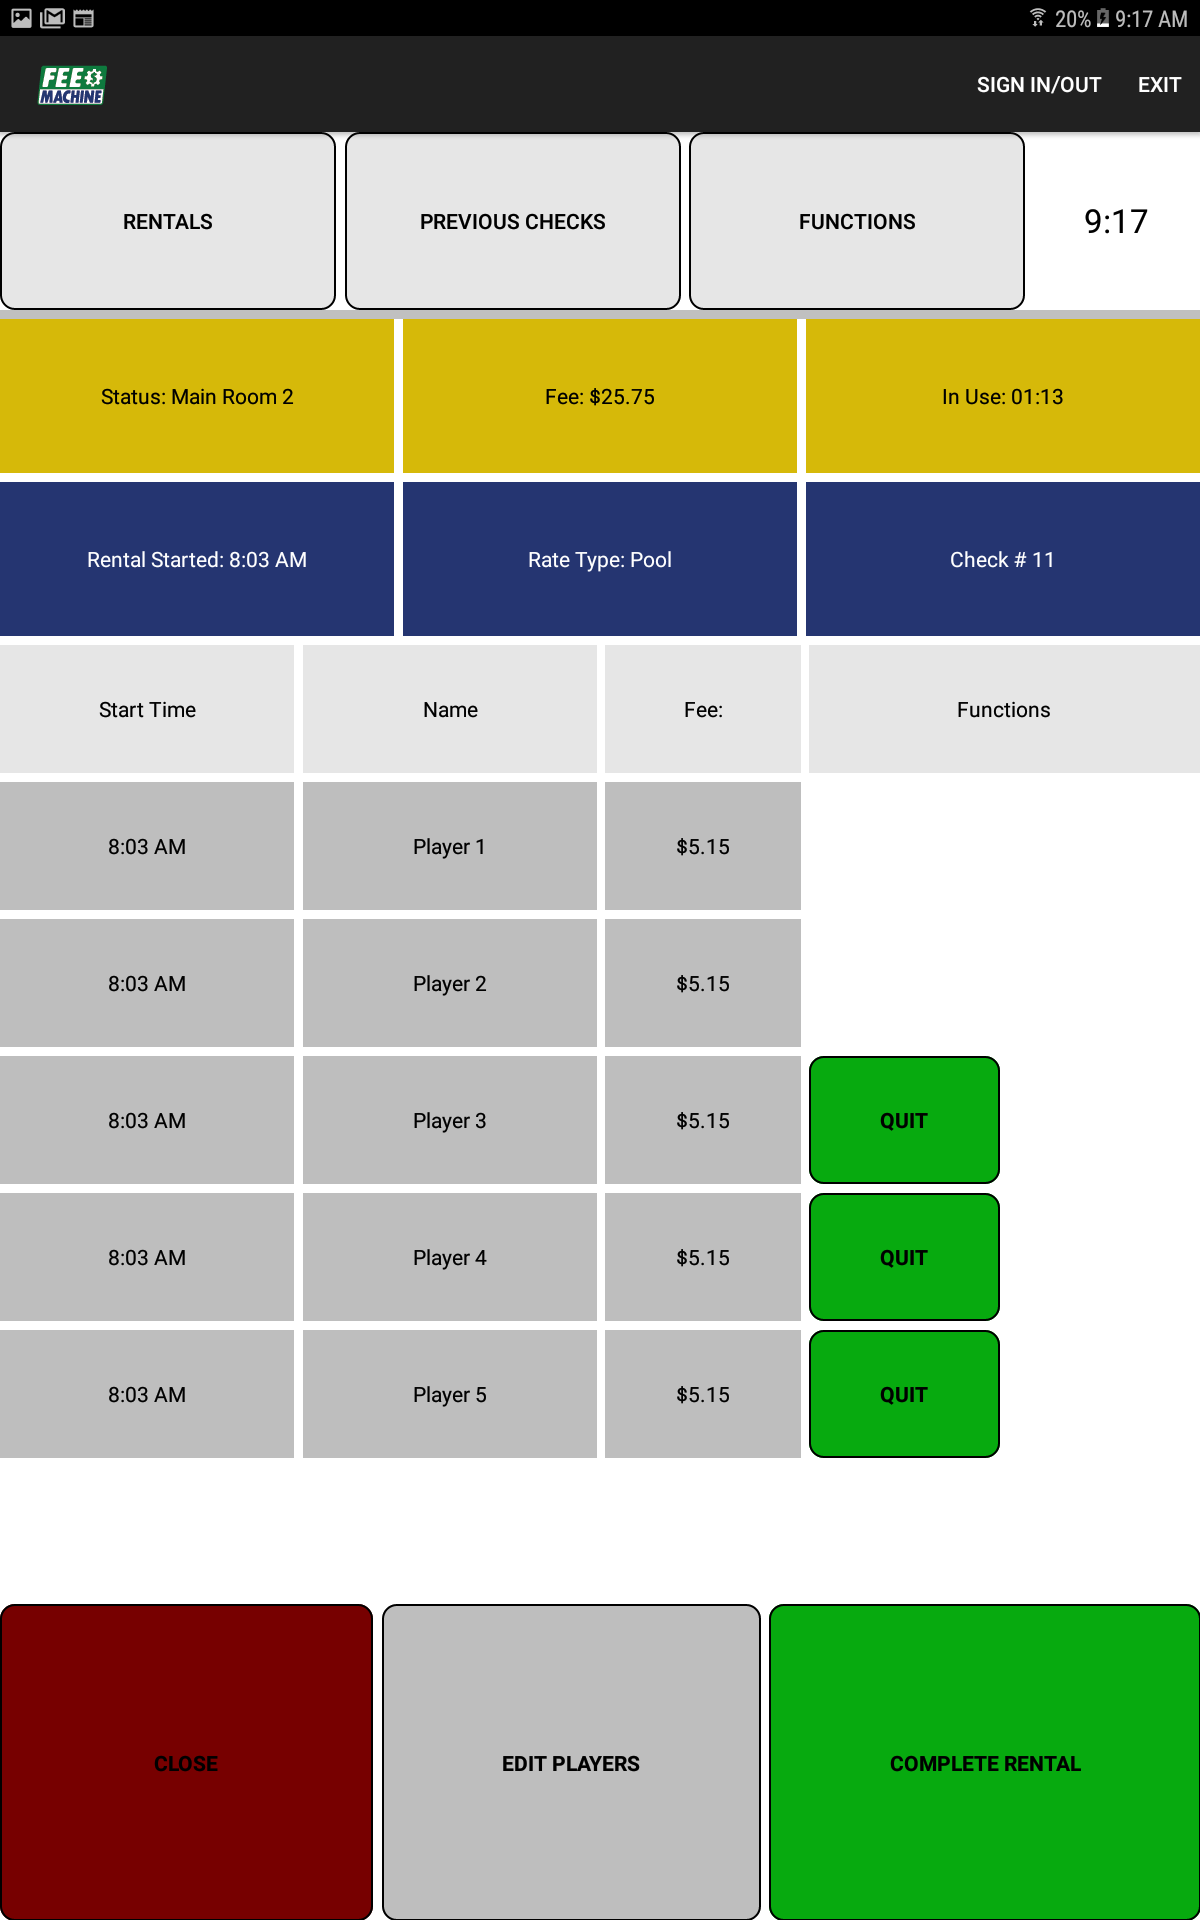 20% 9:17 AM
FEE
MACHINE
SIGN IN/OUT EXIT
RENTALS PREVIOUS CHECKS FUNCTIONS 9:17
Status: Main Room 2 Fee: $25.75 In Use: 01:13
Rental Started: 8:03 AM Rate Type: Pool Check # 11
Start Time Name Fee: Functions
8:03 AM Player 1 $5.15
8:03 AM Player 2 $5.15
8:03 AM Player 3 $5.15 QUIT
8:03 AM Player 4 $5.15 QUIT
8:03 AM Player 5 $5.15 QUIT
CLOSE EDIT PLAYERS COMPLETE RENTAL